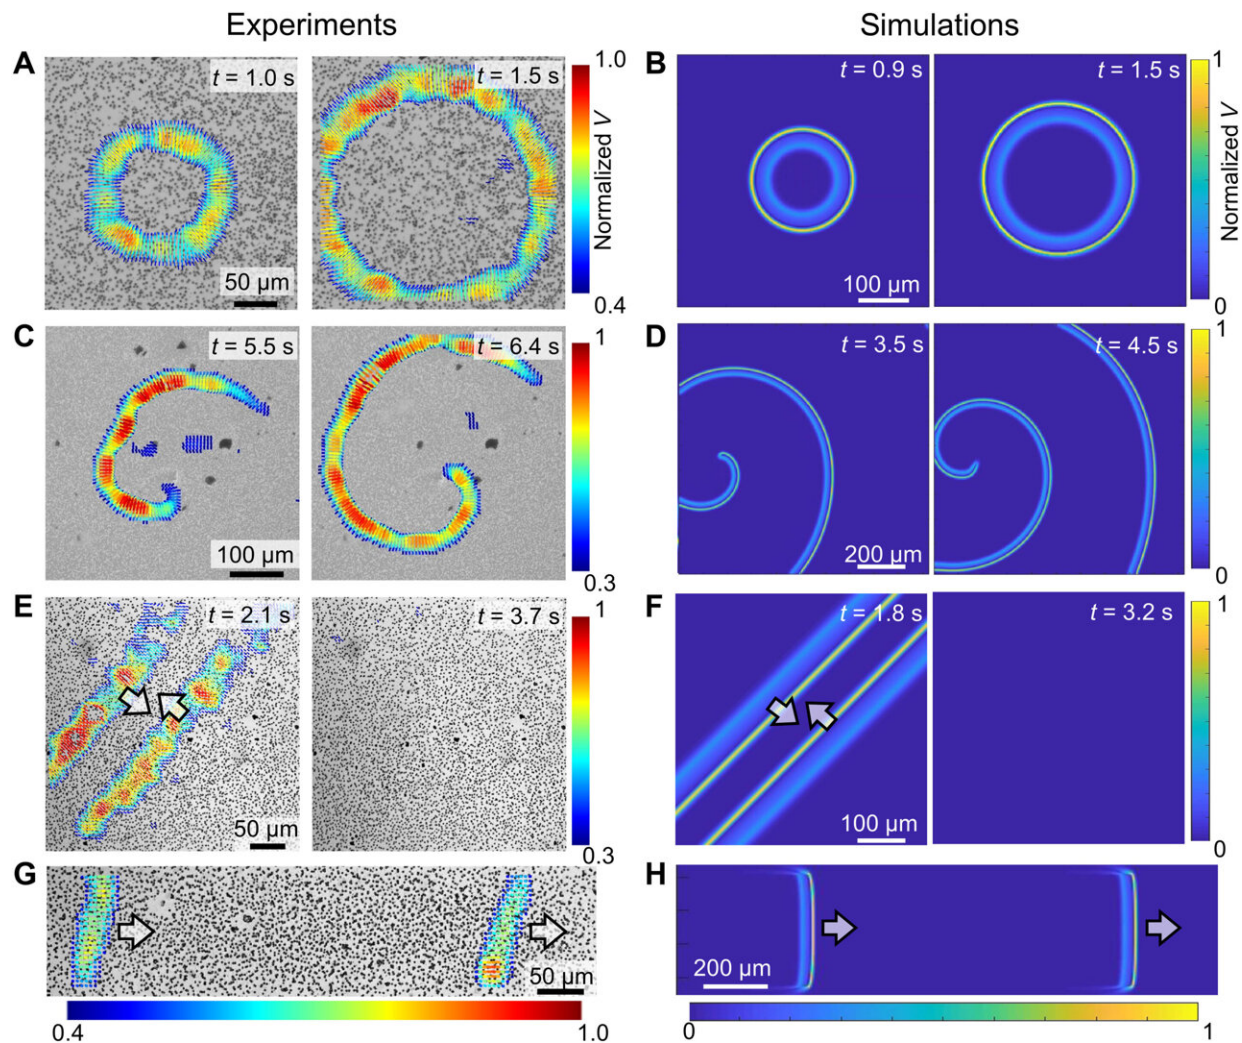 Experiments
Simulations
A
t = 1.0 s
t = 1.5 s
1.0
Normalized V
0.4
50 µm
B
t = 0.9 s
t = 1.5 s
1
Normalized V
0
100 µm
C
t = 5.5 s
t = 6.4 s
1
0.3
100 µm
D
t = 3.5 s
t = 4.5 s
1
0
200 µm
E
t = 2.1 s
t = 3.7 s
1
0.3
50 µm
F
t = 1.8 s
t = 3.2 s
1
0
100 µm
G
50 µm
0.4
1.0
H
200 µm
0
1